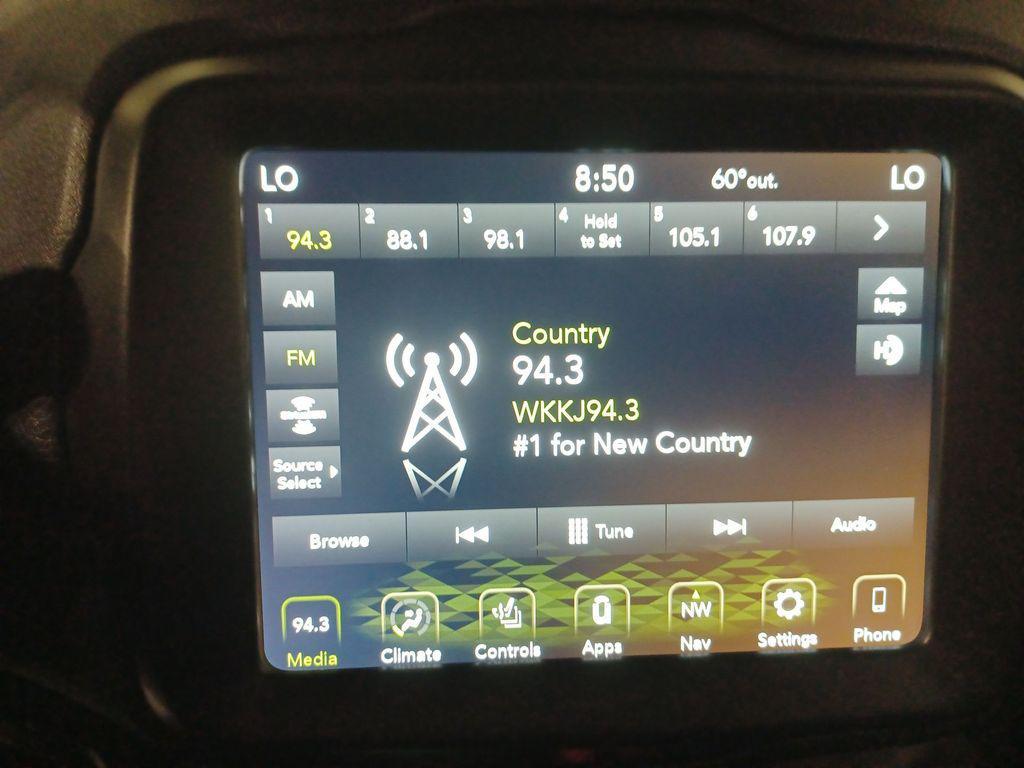 LO 8:50 60°out. LO
1 94.3 2 88.1 3 98.1 4 Hold to Set 5 105.1 6 107.9
AM
FM
Source
Select
Map
HD
Country
94.3
WKKJ94.3
#1 for New Country
Browse Tune Audio
94.3 NW
Media Climate Controls Apps Nav Settings Phone